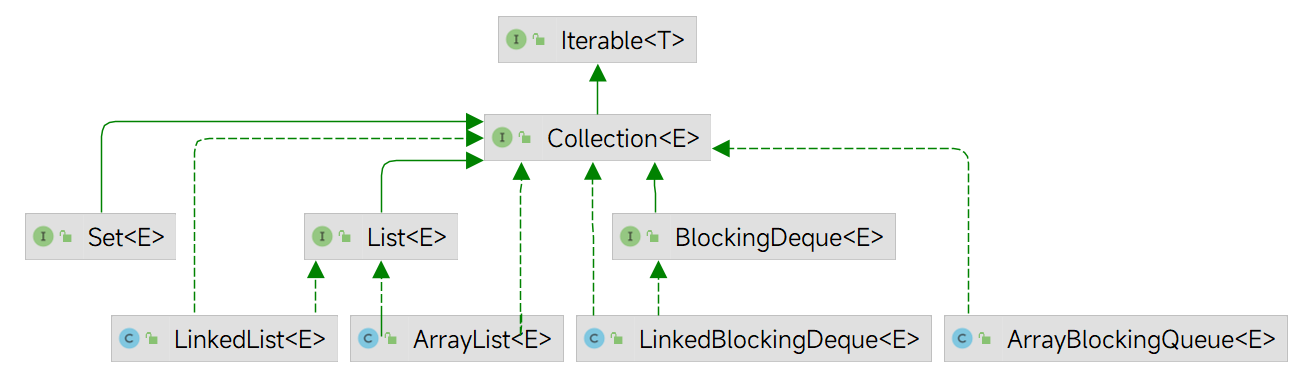 I Iterable<T>
I Collection<E>
I Set<E>
I List<E>
I BlockingDeque<E>
C LinkedList<E>
C ArrayList<E>
C LinkedBlockingDeque<E>
C ArrayBlockingQueue<E>